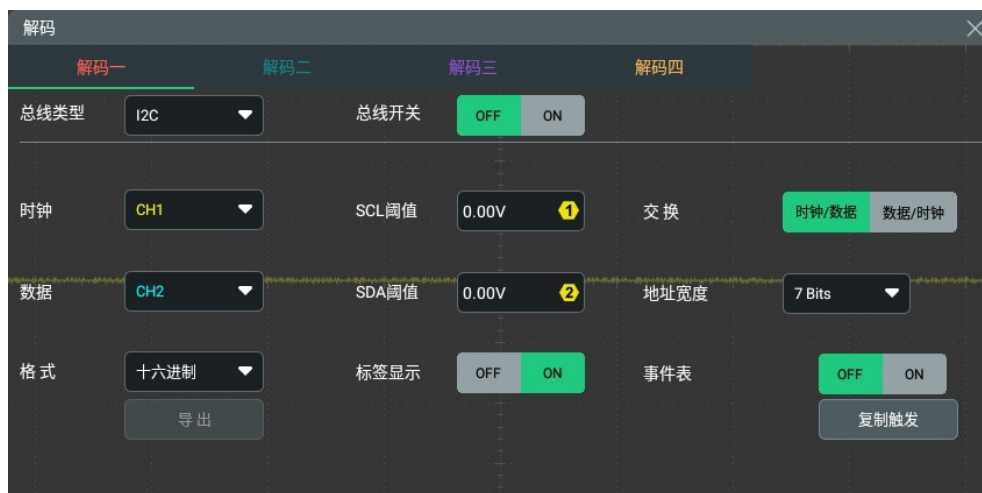 解码
解码一 解码二 解码三 解码四
总线类型 I2C 总线开关 OFF ON
时钟 CH1 SCL阈值 0.00V 1 交换 时钟/数据 数据/时钟
数据 CH2 SDA阈值 0.00V 2 地址宽度 7 Bits
格式 十六进制 标签显示 OFF ON 事件表 OFF ON
导出 复制触发